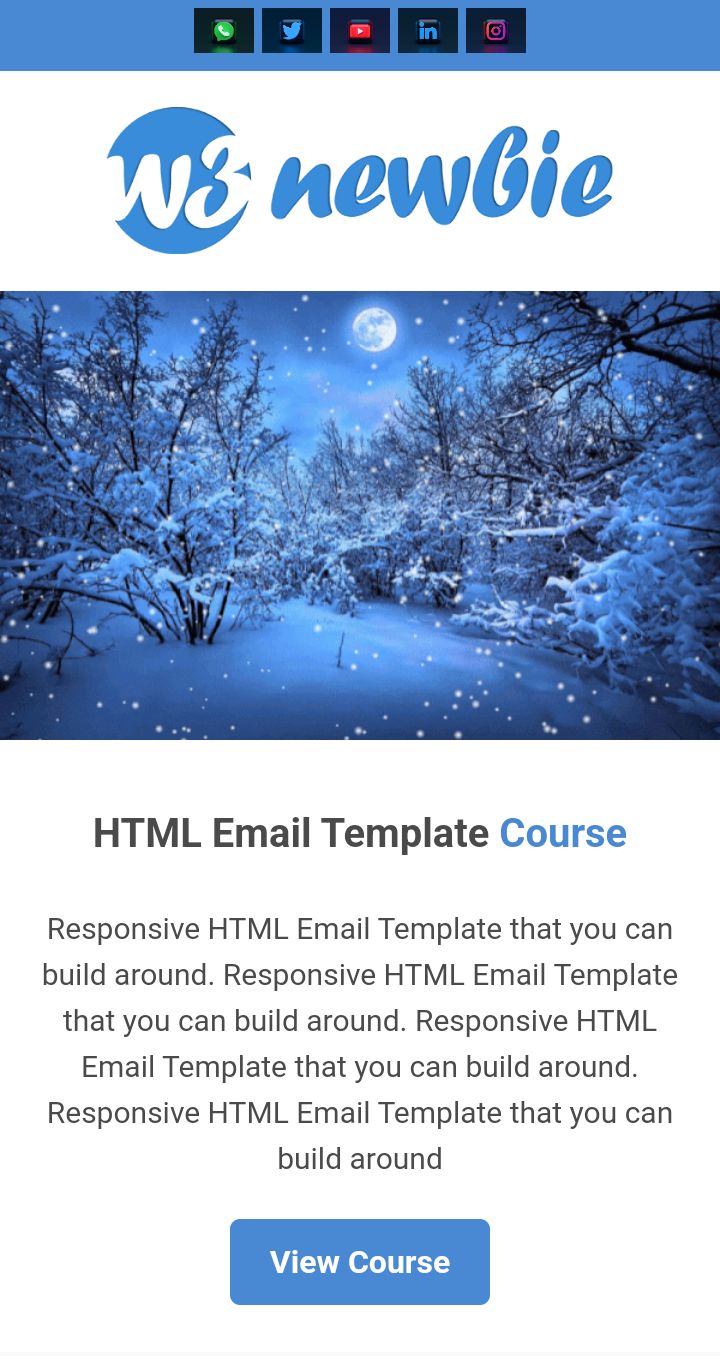 in
W3 newbie
HTML Email Template Course
Responsive HTML Email Template that you can
build around. Responsive HTML Email Template
that you can build around. Responsive HTML
Email Template that you can build around.
Responsive HTML Email Template that you can
build around
View Course